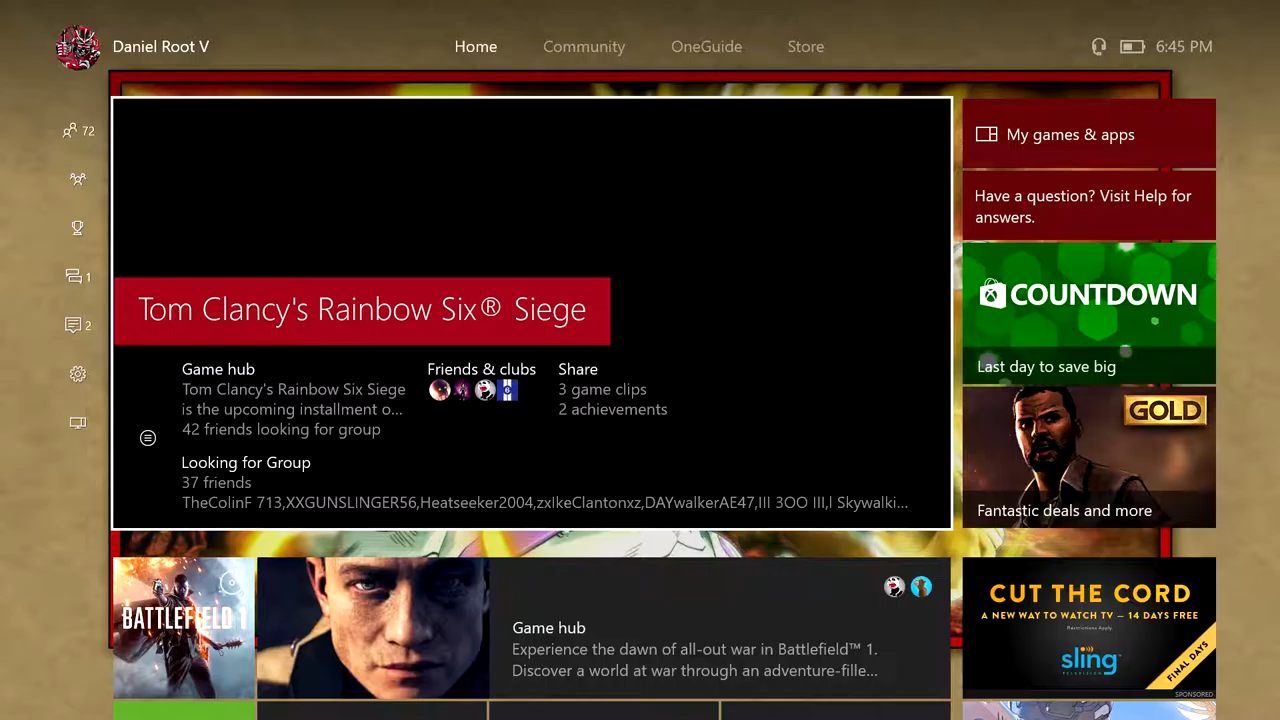 Daniel Root V
Home
Community
OneGuide
Store
6:45 PM
72
1
2
Tom Clancy's Rainbow Six® Siege
Game hub
Tom Clancy's Rainbow Six Siege
is the upcoming installment o...
42 friends looking for group
Friends & clubs
Share
3 game clips
2 achievements
Looking for Group
37 friends
TheColinF 713,XXGUNSLINGER56,Heatseeker2004,zxIkeClantonxz,DAYwalkerAE47,III 3OO III,l Skywalki...
My games & apps
Have a question? Visit Help for
answers.
COUNTDOWN
Last day to save big
GOLD
Fantastic deals and more
BATTLEFIELD 1
Game hub
Experience the dawn of all-out war in Battlefield™ 1.
Discover a world at war through an adventure-fille...
CUT THE CORD
A NEW WAY TO WATCH TV — 14 DAYS FREE
Restrictions Apply.
sling
TELEVISION
FINAL DAYS
SPONSORED